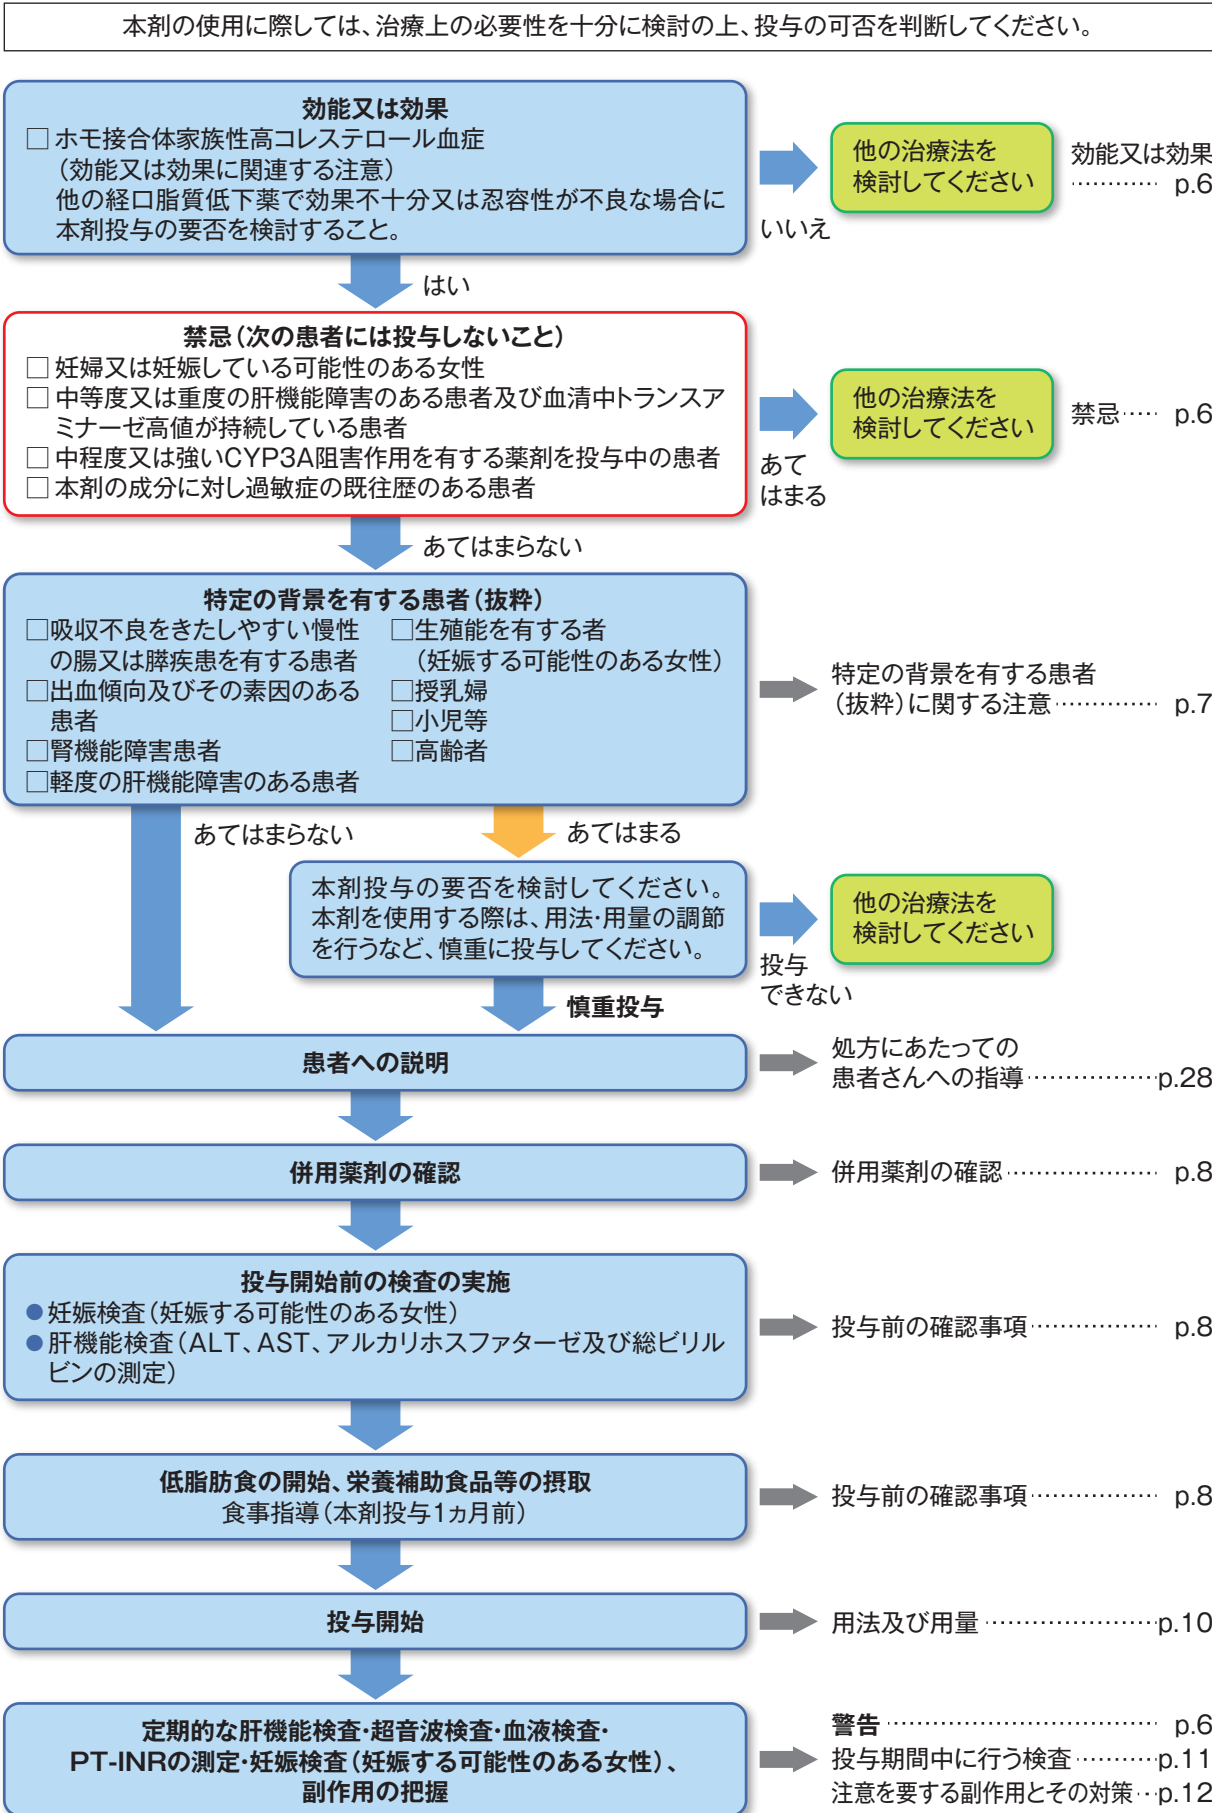 本剤の使用に際しては、治療上の必要性を十分に検討の上、投与の可否を判断してください。
効能又は効果
□ ホモ接合体家族性高コレステロール血症
（効能又は効果に関連する注意）
他の経口脂質低下薬で効果不十分又は忍容性が不良な場合に
本剤投与の要否を検討すること。
いいえ
他の治療法を
検討してください
効能又は効果
………… p.6
はい
禁忌（次の患者には投与しないこと）
□ 妊婦又は妊娠している可能性のある女性
□ 中等度又は重度の肝機能障害のある患者及び血清中トランスア
ミナーゼ高値が持続している患者
□ 中程度又は強いCYP3A阻害作用を有する薬剤を投与中の患者
□ 本剤の成分に対し過敏症の既往歴のある患者
あて
はまる
他の治療法を
検討してください
禁忌…… p.6
あてはまらない
特定の背景を有する患者（抜粋）
□吸収不良をきたしやすい慢性
の腸又は膵疾患を有する患者
□出血傾向及びその素因のある
患者
□腎機能障害患者
□軽度の肝機能障害のある患者
□生殖能を有する者
（妊娠する可能性のある女性）
□授乳婦
□小児等
□高齢者
特定の背景を有する患者
（抜粋）に関する注意………… p.7
あてはまらない
あてはまる
本剤投与の要否を検討してください。
本剤を使用する際は、用法・用量の調節
を行うなど、慎重に投与してください。
投与
できない
他の治療法を
検討してください
慎重投与
患者への説明
処方にあたっての
患者さんへの指導……………p.28
併用薬剤の確認
併用薬剤の確認…………… p.8
投与開始前の検査の実施
●妊娠検査（妊娠する可能性のある女性）
●肝機能検査（ALT、AST、アルカリホスファターゼ及び総ビリル
ビンの測定）
投与前の確認事項………… p.8
低脂肪食の開始、栄養補助食品等の摂取
食事指導（本剤投与1ヵ月前）
投与前の確認事項………… p.8
投与開始
用法及び用量………………p.10
定期的な肝機能検査・超音波検査・血液検査・
PT-INRの測定・妊娠検査（妊娠する可能性のある女性）、
副作用の把握
警告…………………… p.6
投与期間中に行う検査………p.11
注意を要する副作用とその対策…p.12